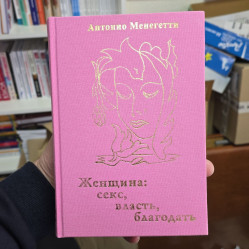 Антонио Менегетти
Женщина:
секс,
власть,
благодать